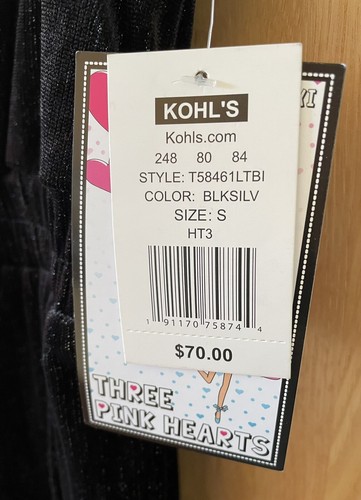 KOHL'S
Kohls.com
248 80 84
STYLE: T58461LTBI
COLOR: BLKSILV
SIZE: S
HT3
1 91170 75874 4
$70.00
THREE
PINK HEARTS